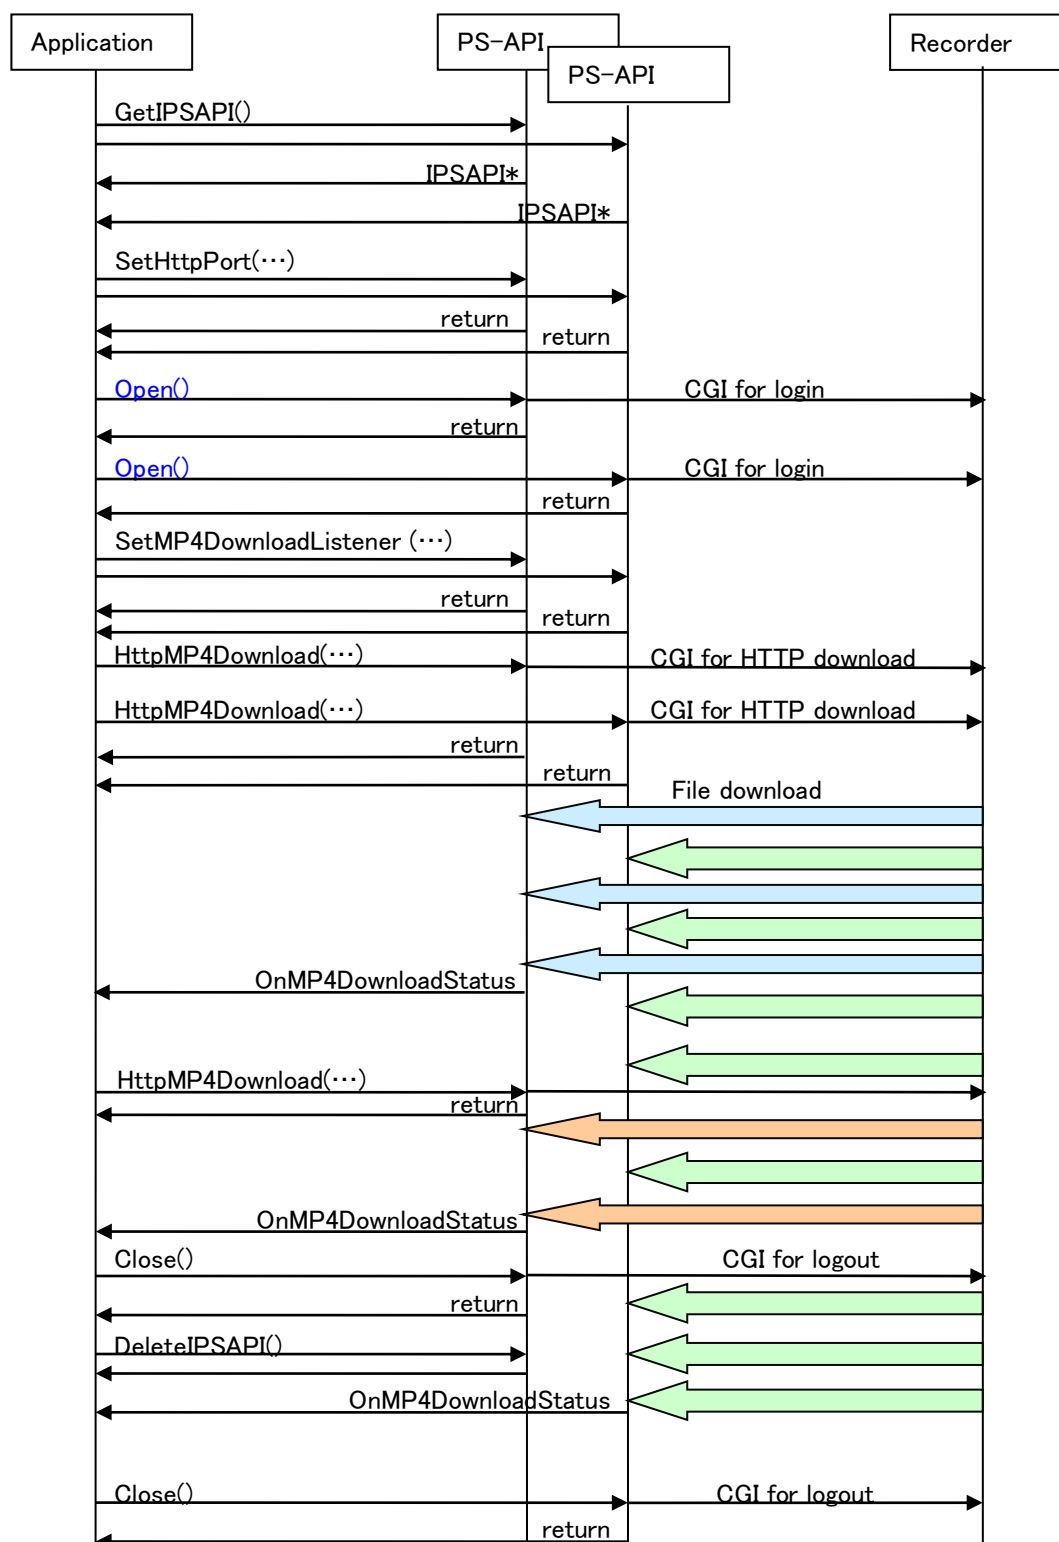 Application
PS-API
PS-API
Recorder
GetIPSAPI()
IPSAPI*
IPSAPI*
SetHttpPort(･･･)
return
return
Open()
CGI for login
return
Open()
CGI for login
return
SetMP4DownloadListener (･･･)
return
return
HttpMP4Download(･･･)
CGI for HTTP download
HttpMP4Download(･･･)
CGI for HTTP download
return
return
File download
OnMP4DownloadStatus
HttpMP4Download(･･･)
return
OnMP4DownloadStatus
Close()
CGI for logout
return
DeleteIPSAPI()
OnMP4DownloadStatus
Close()
CGI for logout
return